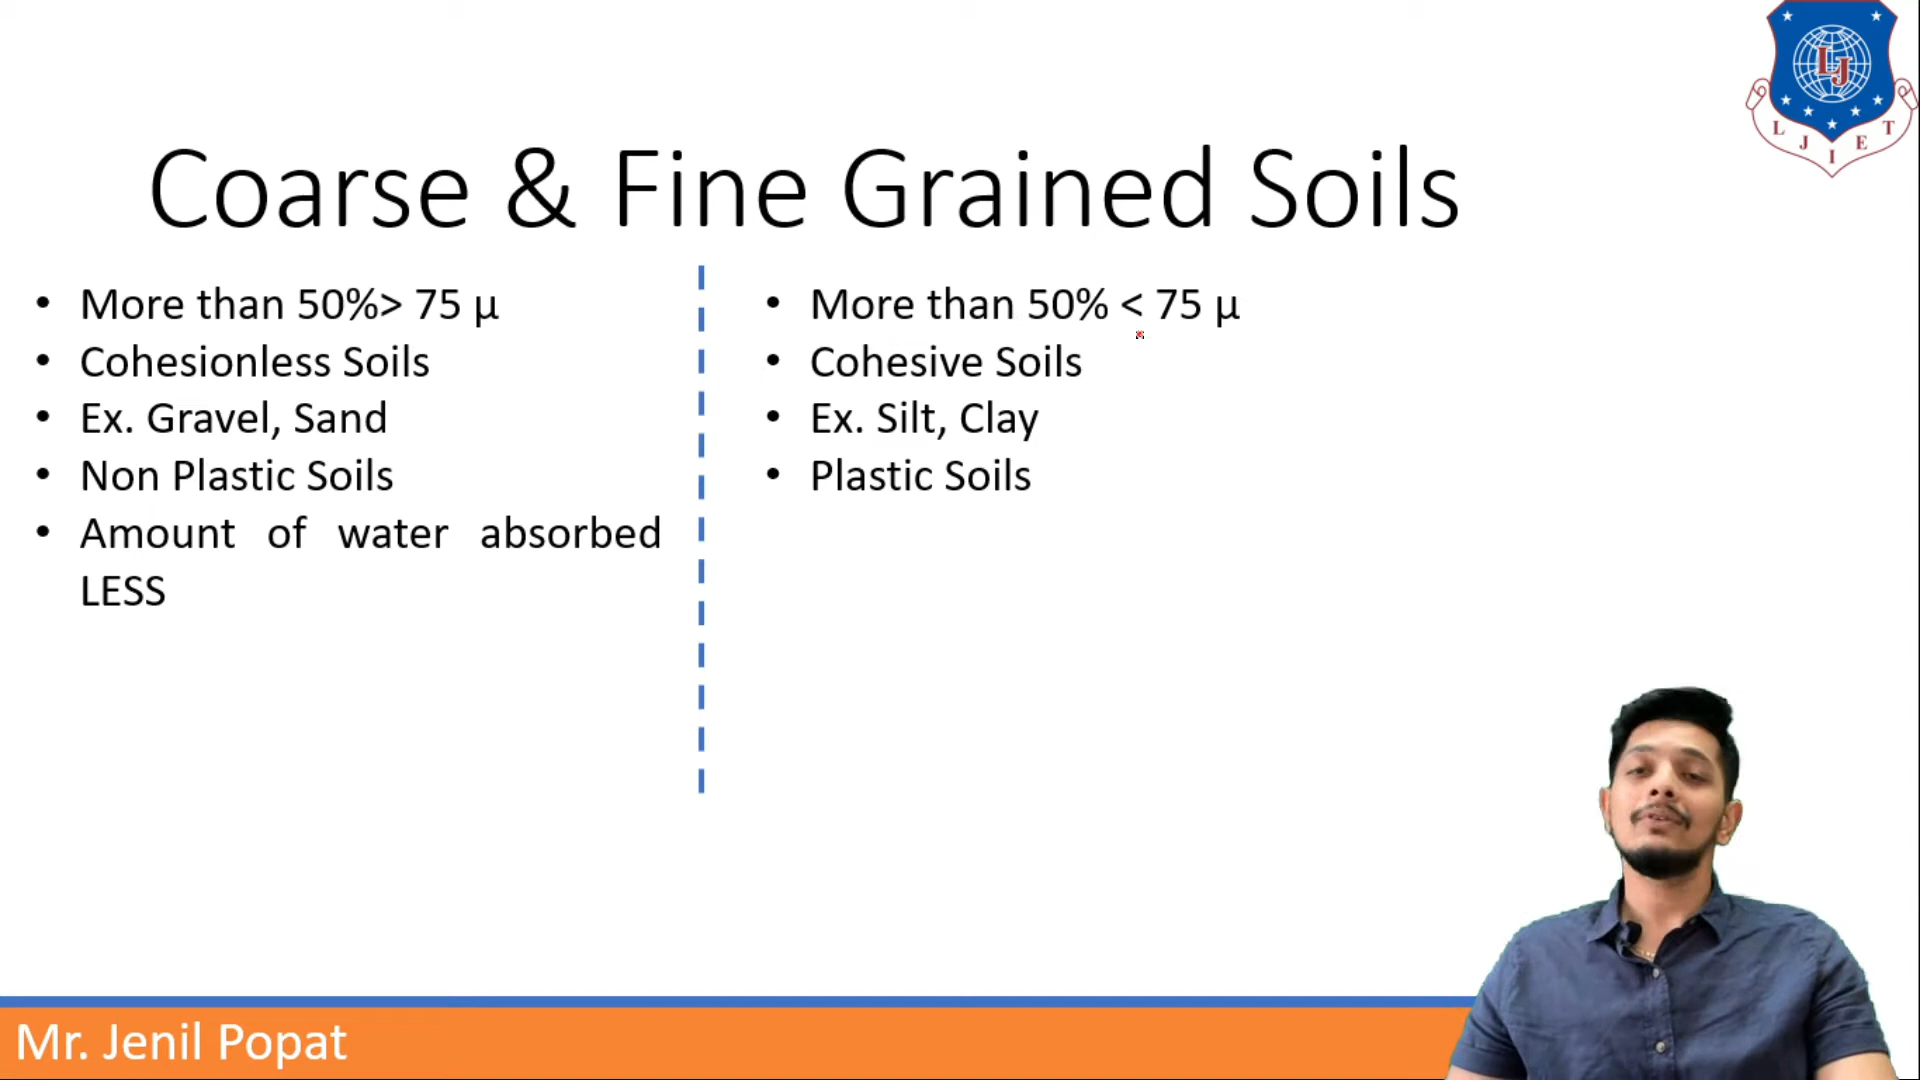 LJ
L J I E T
Coarse & Fine Grained Soils
• More than 50%> 75 µ
• Cohesionless Soils
• Ex. Gravel, Sand
• Non Plastic Soils
• Amount of water absorbed
LESS
• More than 50% < 75 µ
• Cohesive Soils
• Ex. Silt, Clay
• Plastic Soils
Mr. Jenil Popat